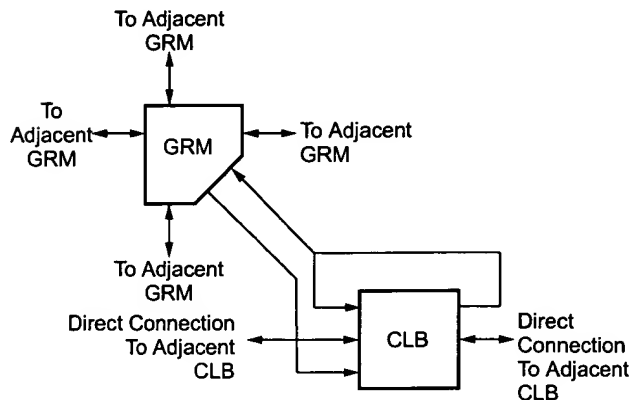 To Adjacent
GRM
To
Adjacent
GRM
GRM
To Adjacent
GRM
To Adjacent
GRM
Direct Connection
To Adjacent
CLB
CLB
Direct
Connection
To Adjacent
CLB